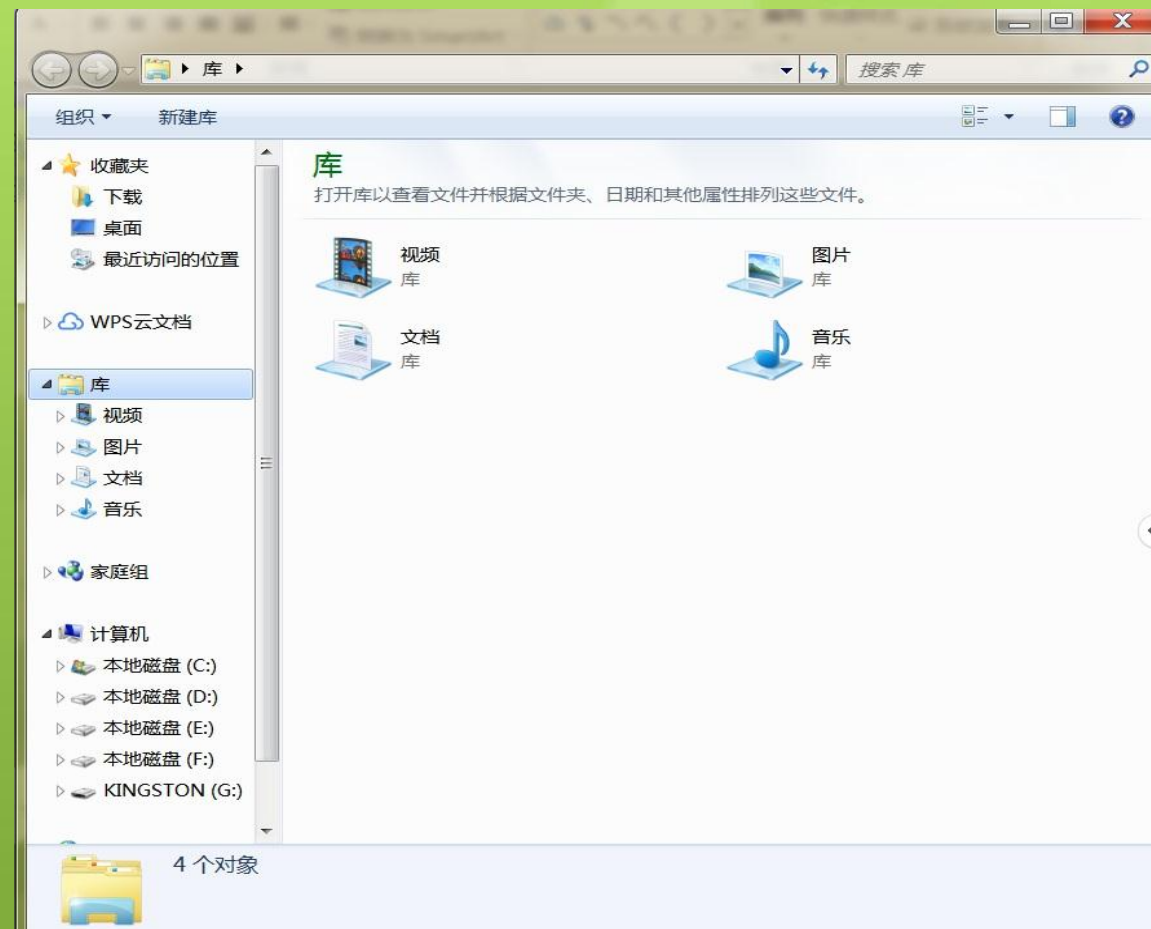 库
搜索库
组织
新建库
收藏夹
下载
桌面
最近访问的位置
WPS云文档
库
视频
图片
文档
音乐
家庭组
计算机
本地磁盘 (C:)
本地磁盘 (D:)
本地磁盘 (E:)
本地磁盘 (F:)
KINGSTON (G:)
库
打开库以查看文件并根据文件夹、日期和其他属性排列这些文件。
视频
库
图片
库
文档
库
音乐
库
4 个对象